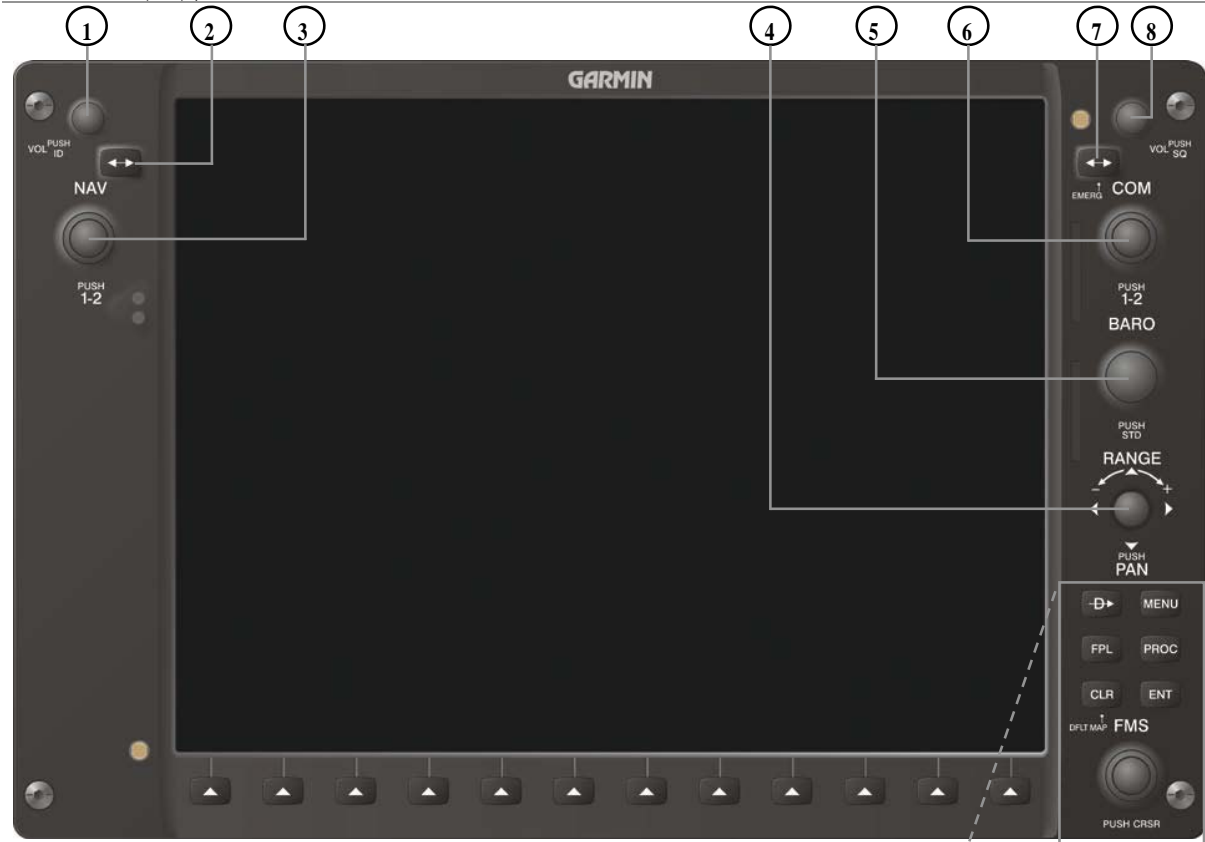 1 2 3 4 5 6 7 8
GARMIN
VOL PUSH ID
VOL PUSH SQ
NAV
EMERG
COM
PUSH
1-2
PUSH
1-2
BARO
PUSH
STD
RANGE
- +
PUSH
PAN
D MENU
FPL PROC
CLR ENT
DFLT MAP FMS
PUSH CRSR